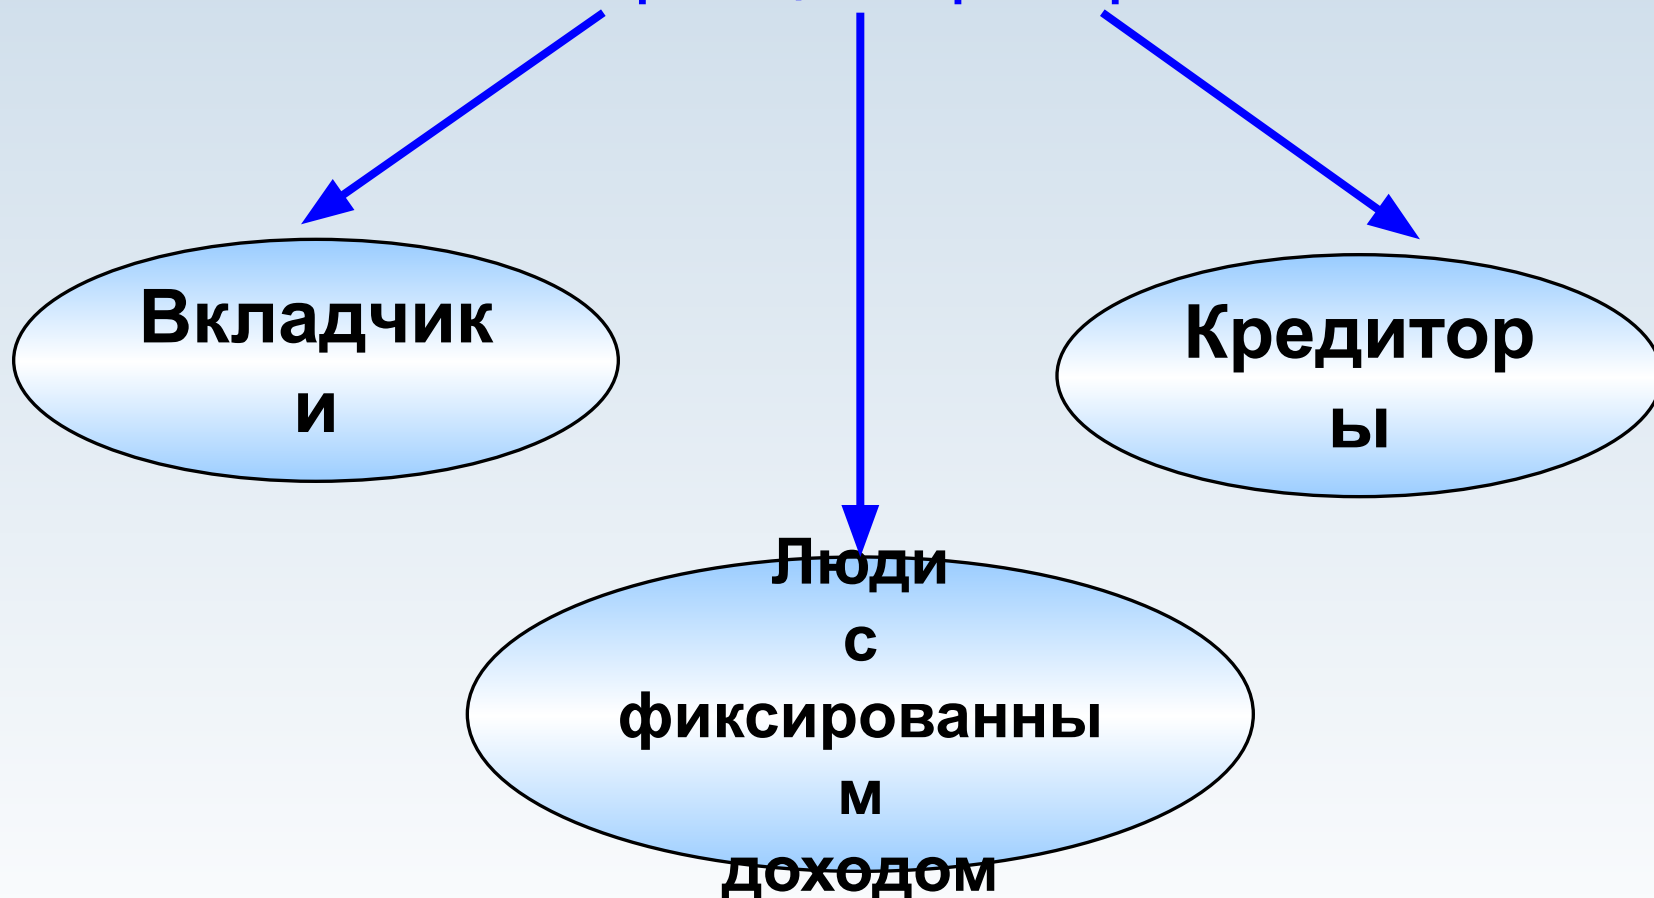 Вкладчик
и
Кредитор
ы
Люди
с
фиксированны
м
доходом